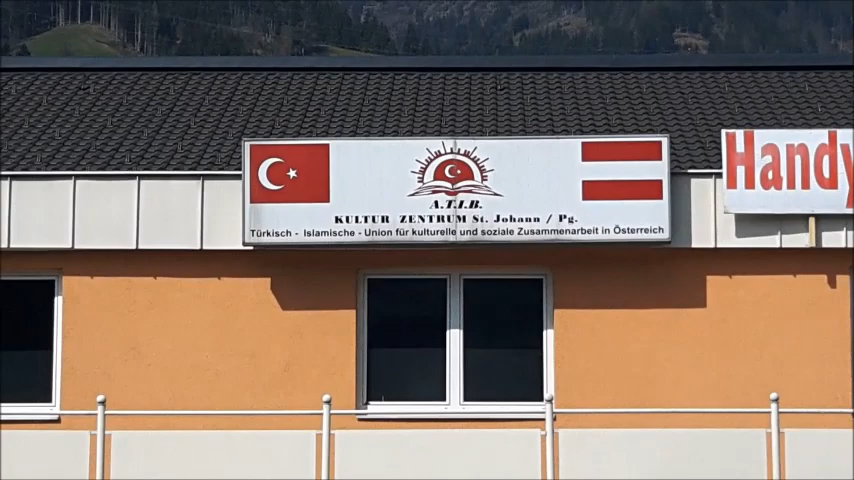 A.T.I.B.
KULTUR ZENTRUM St. Johann / Pg.
Türkisch - Islamische - Union für kulturelle und soziale Zusammenarbeit in Österreich
Handy